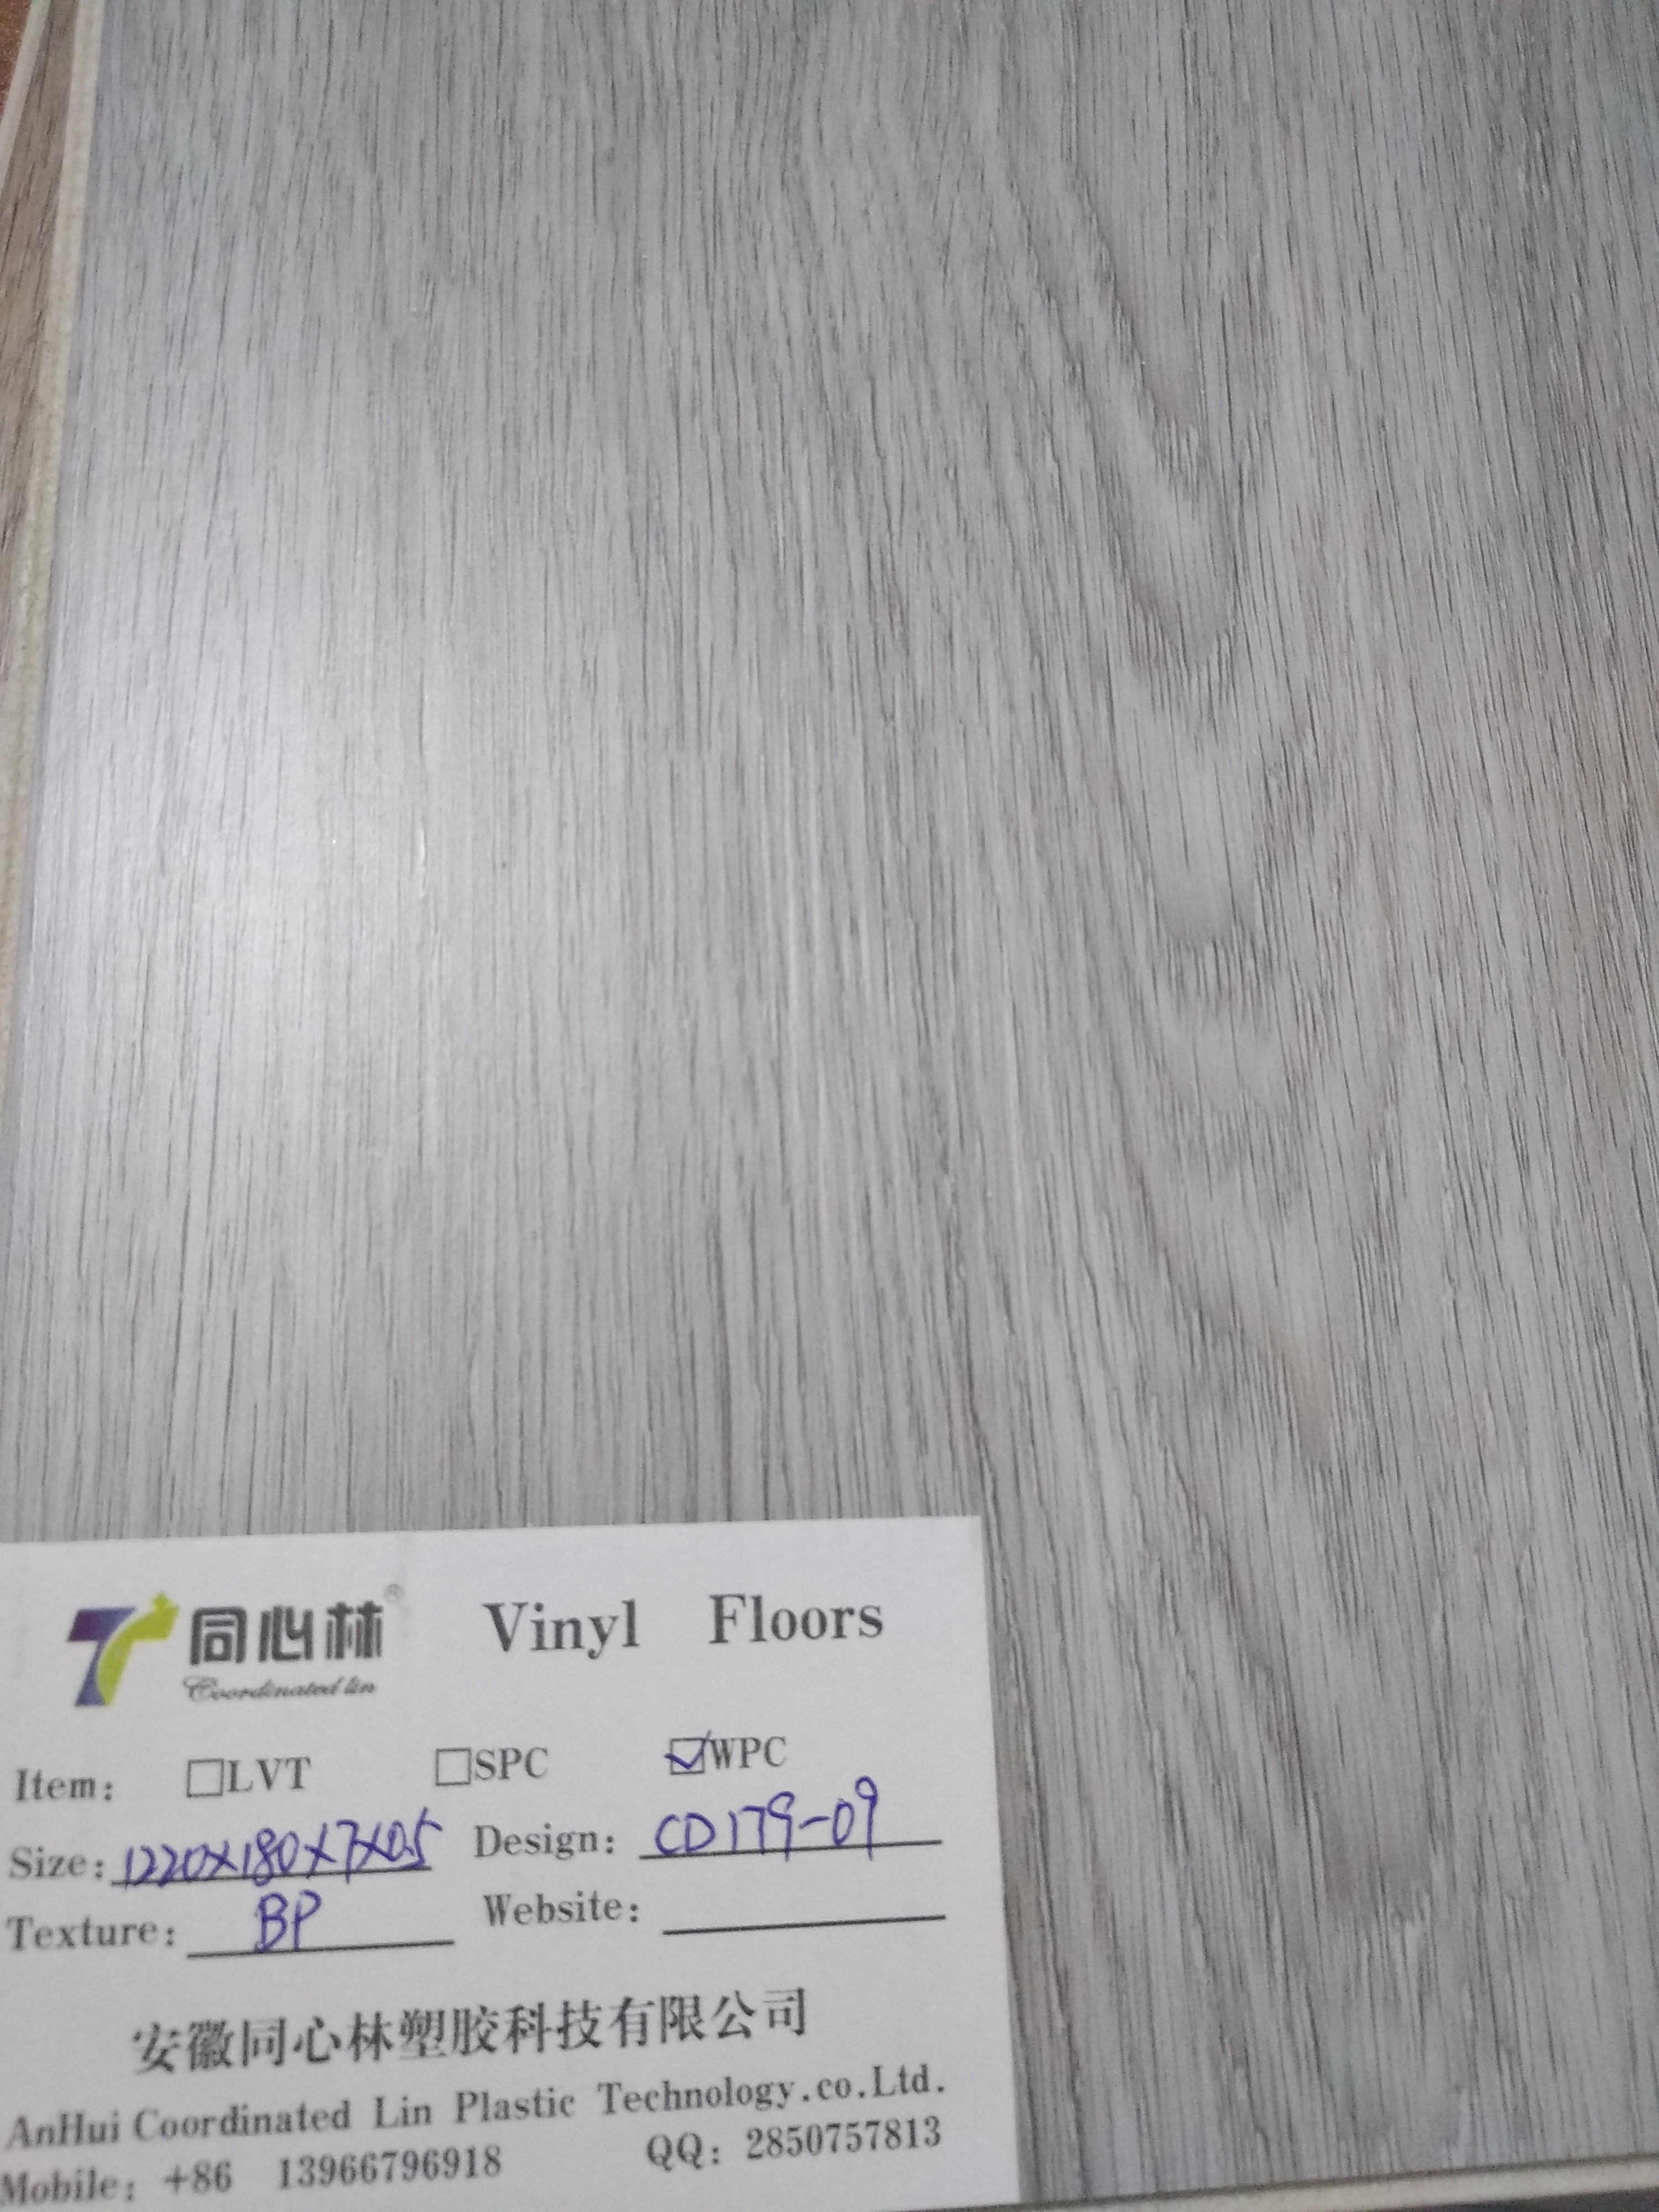 同心林® Vinyl Floors
Coordinated lin
Item: □LVT □SPC ☑WPC
Size: 1220x180x7x0.5 Design: CD179-09
Texture: BP Website:
安徽同心林塑胶科技有限公司
AnHui Coordinated Lin Plastic Technology.co.Ltd.
Mobile: +86 13966796918 QQ: 2850757813